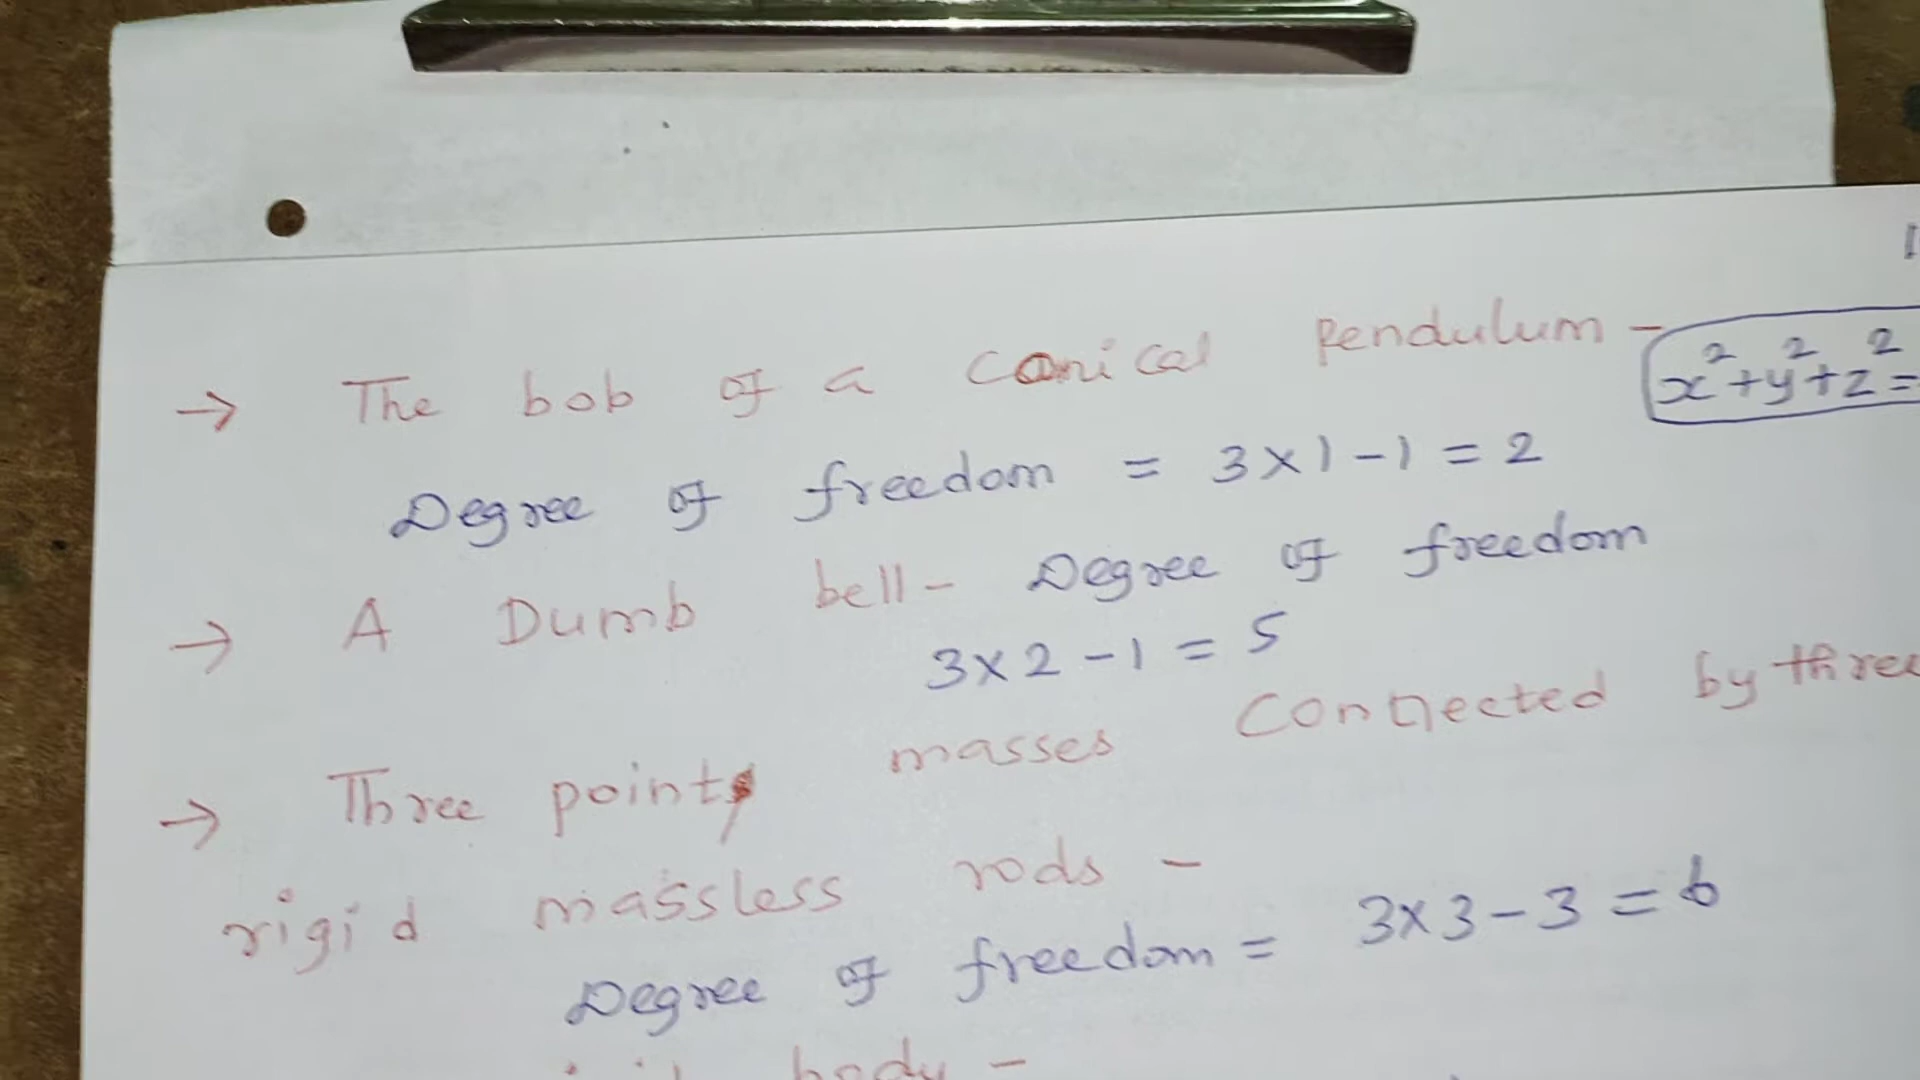 → The bob of a conical Pendulum - x²+y²+z²=
Degree of freedom = 3×1-1=2
→ A Dumb bell- Degree of freedom
3×2-1=5
→ Three point masses connected by three
rigid massless rods -
Degree of freedom = 3×3-3=6
body -